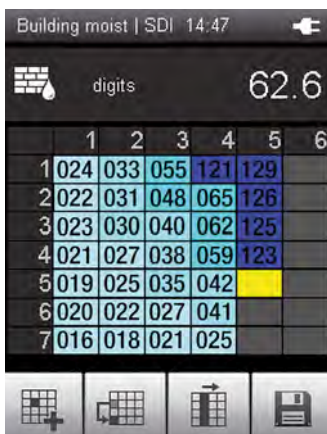 Building moist | SDI 14:47
digits 62.6
1 2 3 4 5 6
1 024 033 055 121 129
2 022 031 048 065 126
3 023 030 040 062 125
4 021 027 038 059 123
5 019 025 035 042
6 020 022 027 041
7 016 018 021 025